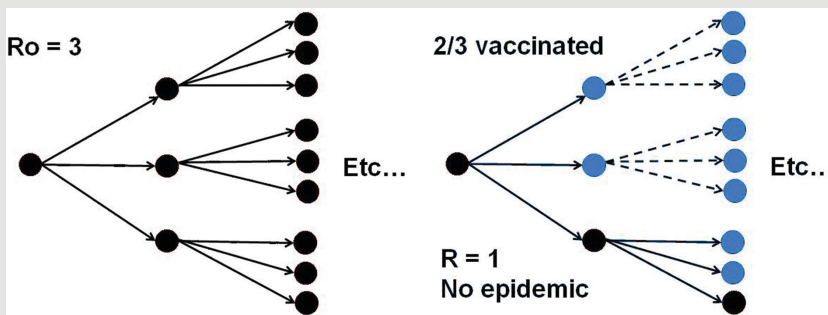 Ro = 3
Etc...
2/3 vaccinated
Etc..
R = 1
No epidemic